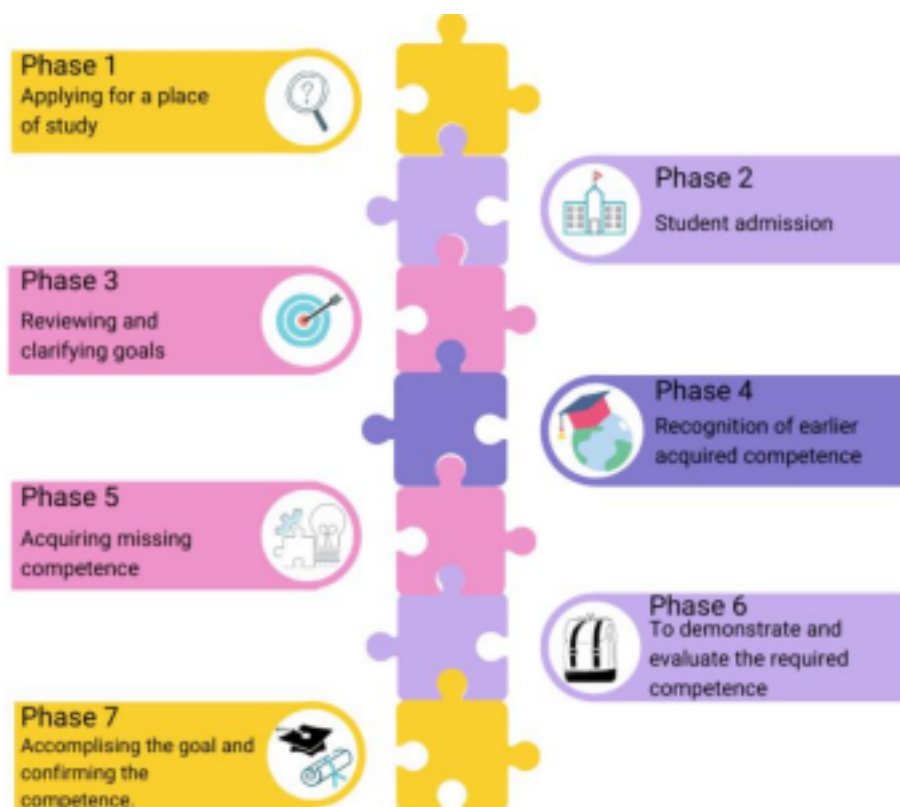 Phase 1
Applying for a place
of study
?
Phase 2
Student admission
Phase 3
Reviewing and
clarifying goals
Phase 4
Recognition of earlier
acquired competence
Phase 5
Acquiring missing
competence
Phase 6
To demonstrate and
evaluate the required
competence
Phase 7
Accomplising the goal and
confirming the
competence.